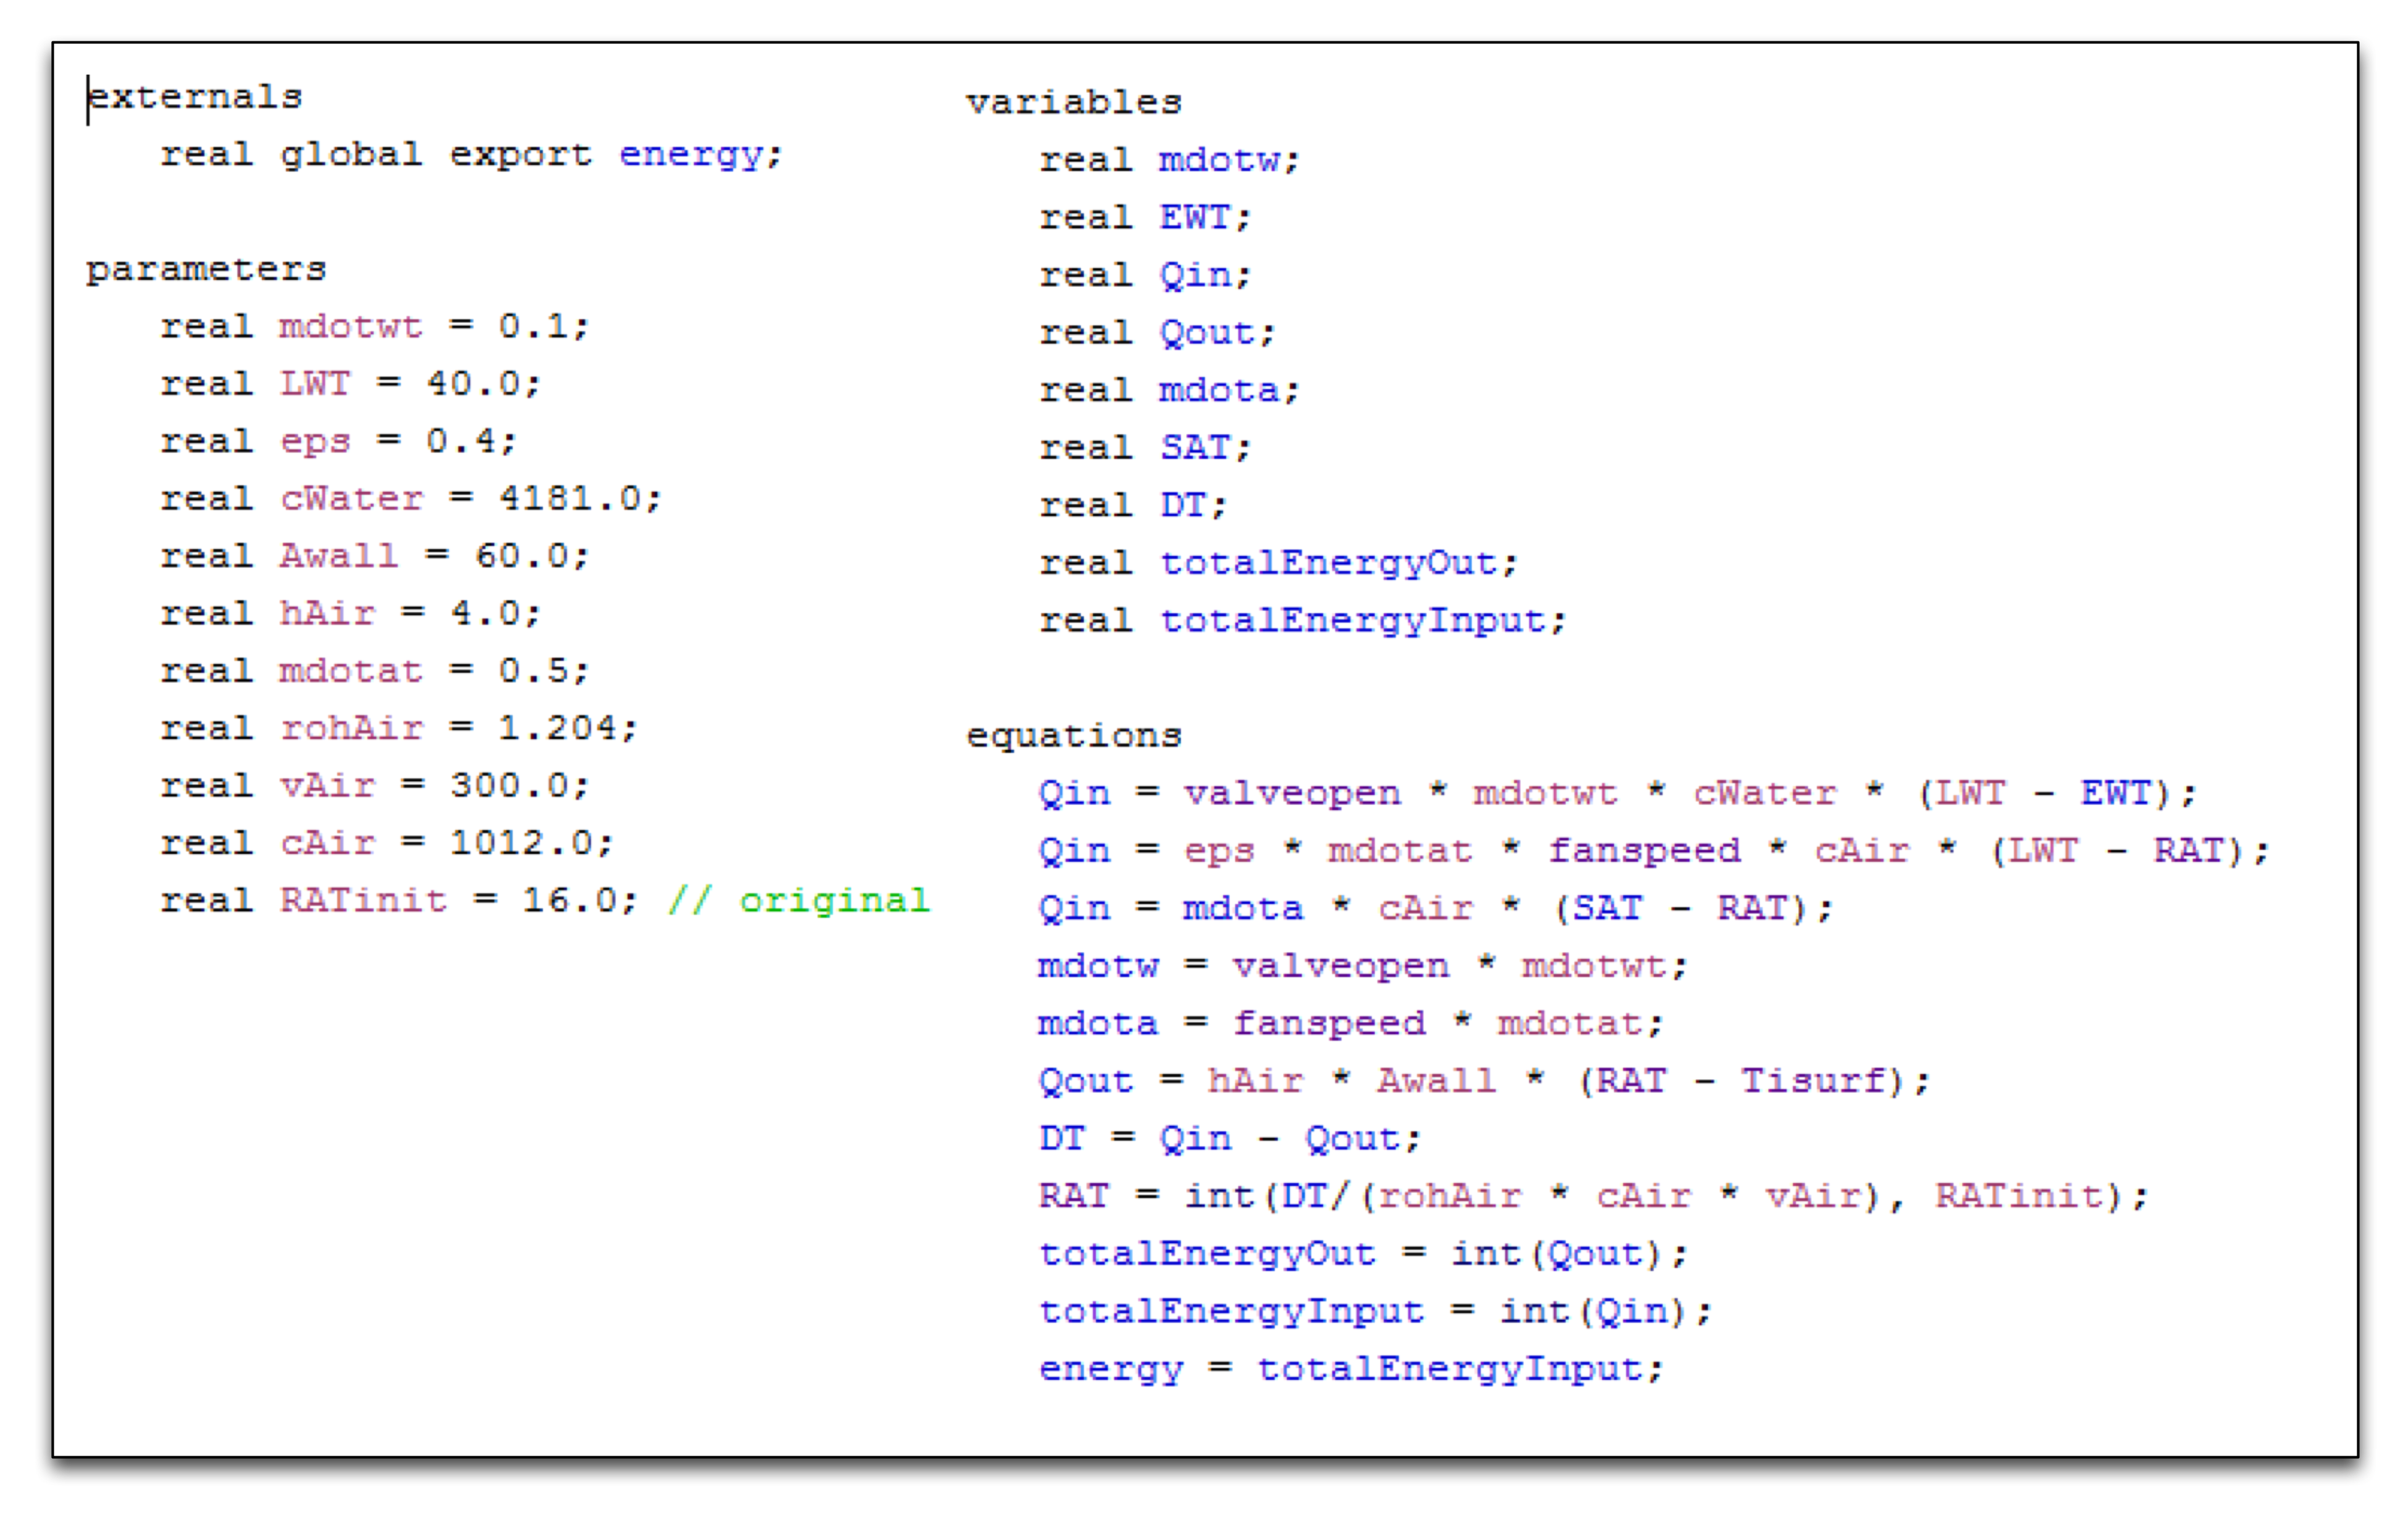 externals
real global export energy;
parameters
real mdotwt = 0.1;
real LWT = 40.0;
real eps = 0.4;
real cWater = 4181.0;
real Awall = 60.0;
real hAir = 4.0;
real mdotat = 0.5;
real rohAir = 1.204;
real vAir = 300.0;
real cAir = 1012.0;
real RATinit = 16.0; // original
variables
real mdotw;
real EWT;
real Qin;
real Qout;
real mdota;
real SAT;
real DT;
real totalEnergyOut;
real totalEnergyInput;
equations
Qin = valveopen * mdotwt * cWater * (LWT - EWT);
Qin = eps * mdotat * fanspeed * cAir * (LWT - RAT);
Qin = mdota * cAir * (SAT - RAT);
mdotw = valveopen * mdotwt;
mdota = fanspeed * mdotat;
Qout = hAir * Awall * (RAT - Tisurf);
DT = Qin - Qout;
RAT = int(DT/(rohAir * cAir * vAir), RATinit);
totalEnergyOut = int(Qout);
totalEnergyInput = int(Qin);
energy = totalEnergyInput;